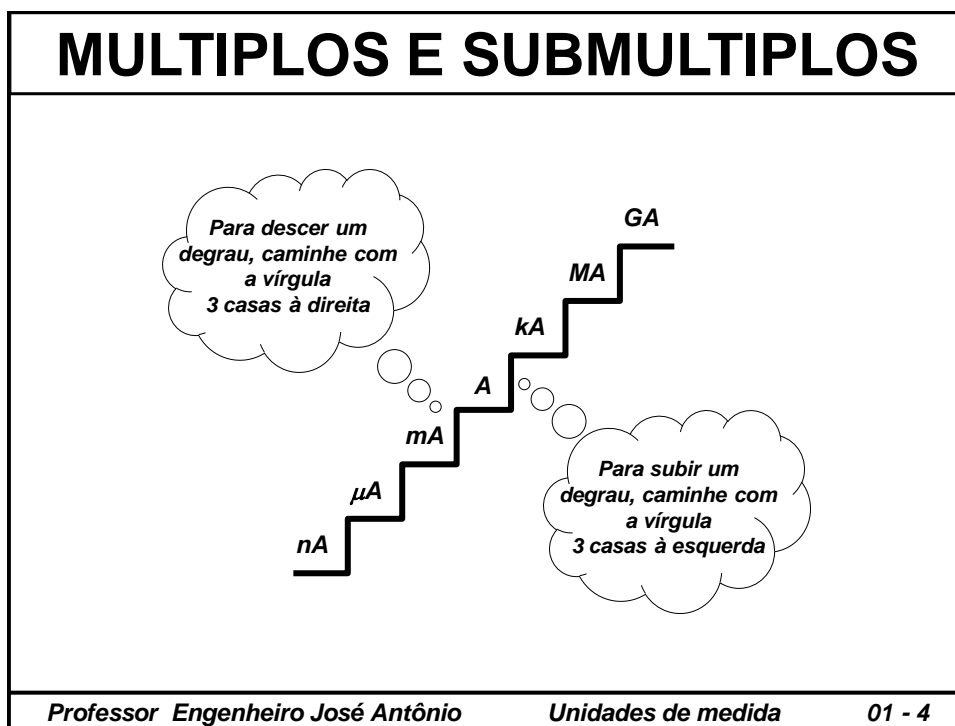 MULTIPLOS E SUBMULTIPLOS
Para descer um
degrau, caminhe com
a vírgula
3 casas à direita
GA
MA
kA
A
mA
μA
nA
Para subir um
degrau, caminhe com
a vírgula
3 casas à esquerda
Professor Engenheiro José Antônio Unidades de medida 01 - 4